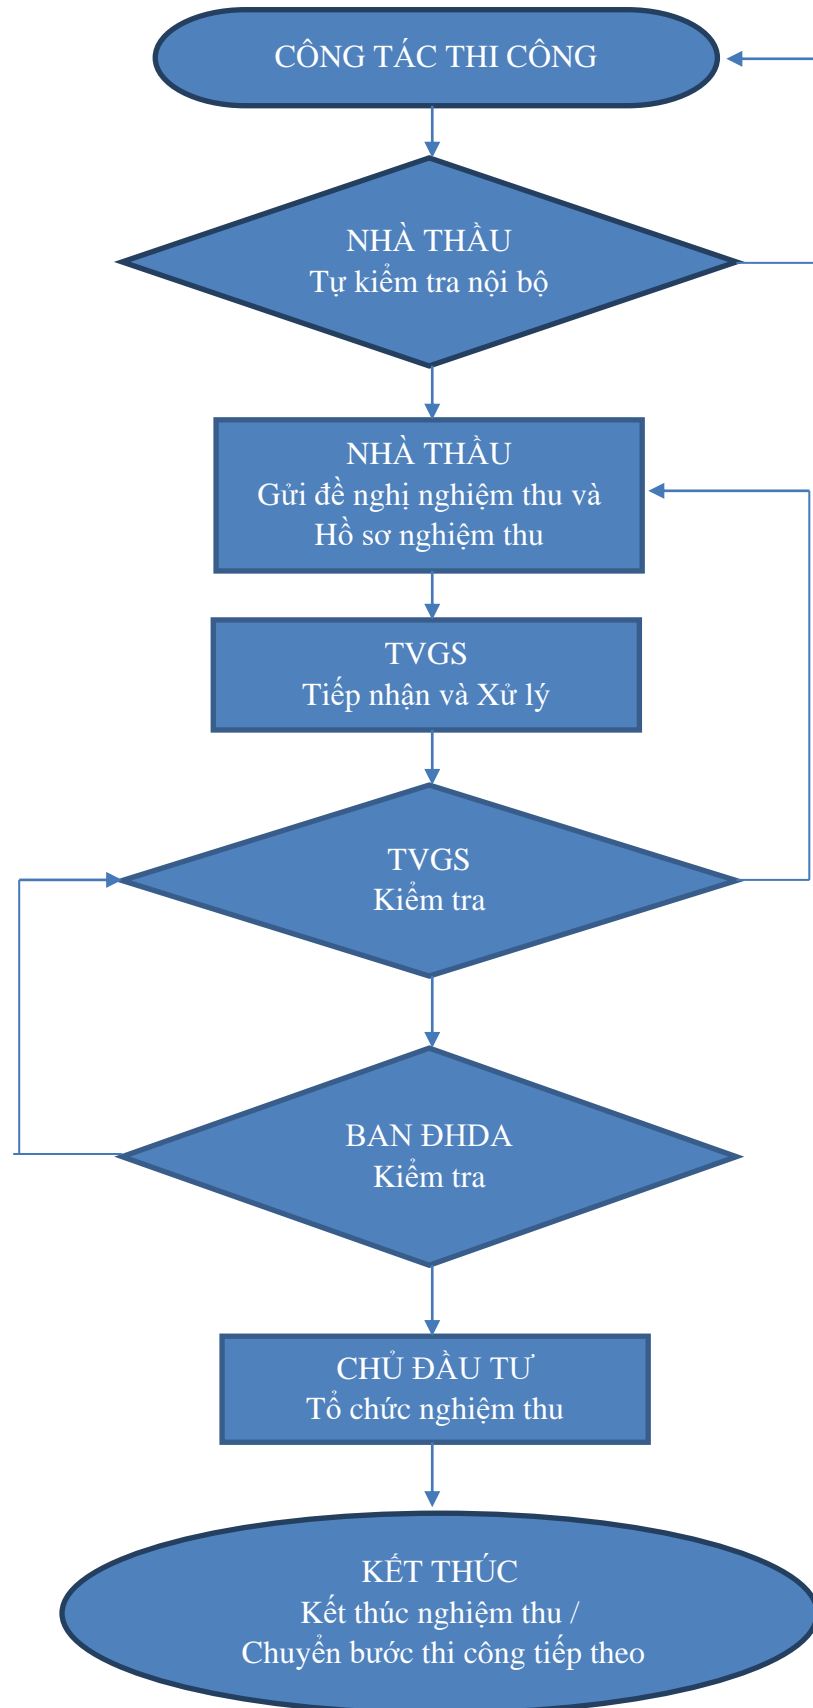 CÔNG TÁC THI CÔNG
NHÀ THẦU
Tự kiểm tra nội bộ
NHÀ THẦU
Gửi đề nghị nghiệm thu và
Hồ sơ nghiệm thu
TVGS
Tiếp nhận và Xử lý
TVGS
Kiểm tra
BAN ĐHDA
Kiểm tra
CHỦ ĐẦU TƯ
Tổ chức nghiệm thu
KẾT THÚC
Kết thúc nghiệm thu /
Chuyển bước thi công tiếp theo